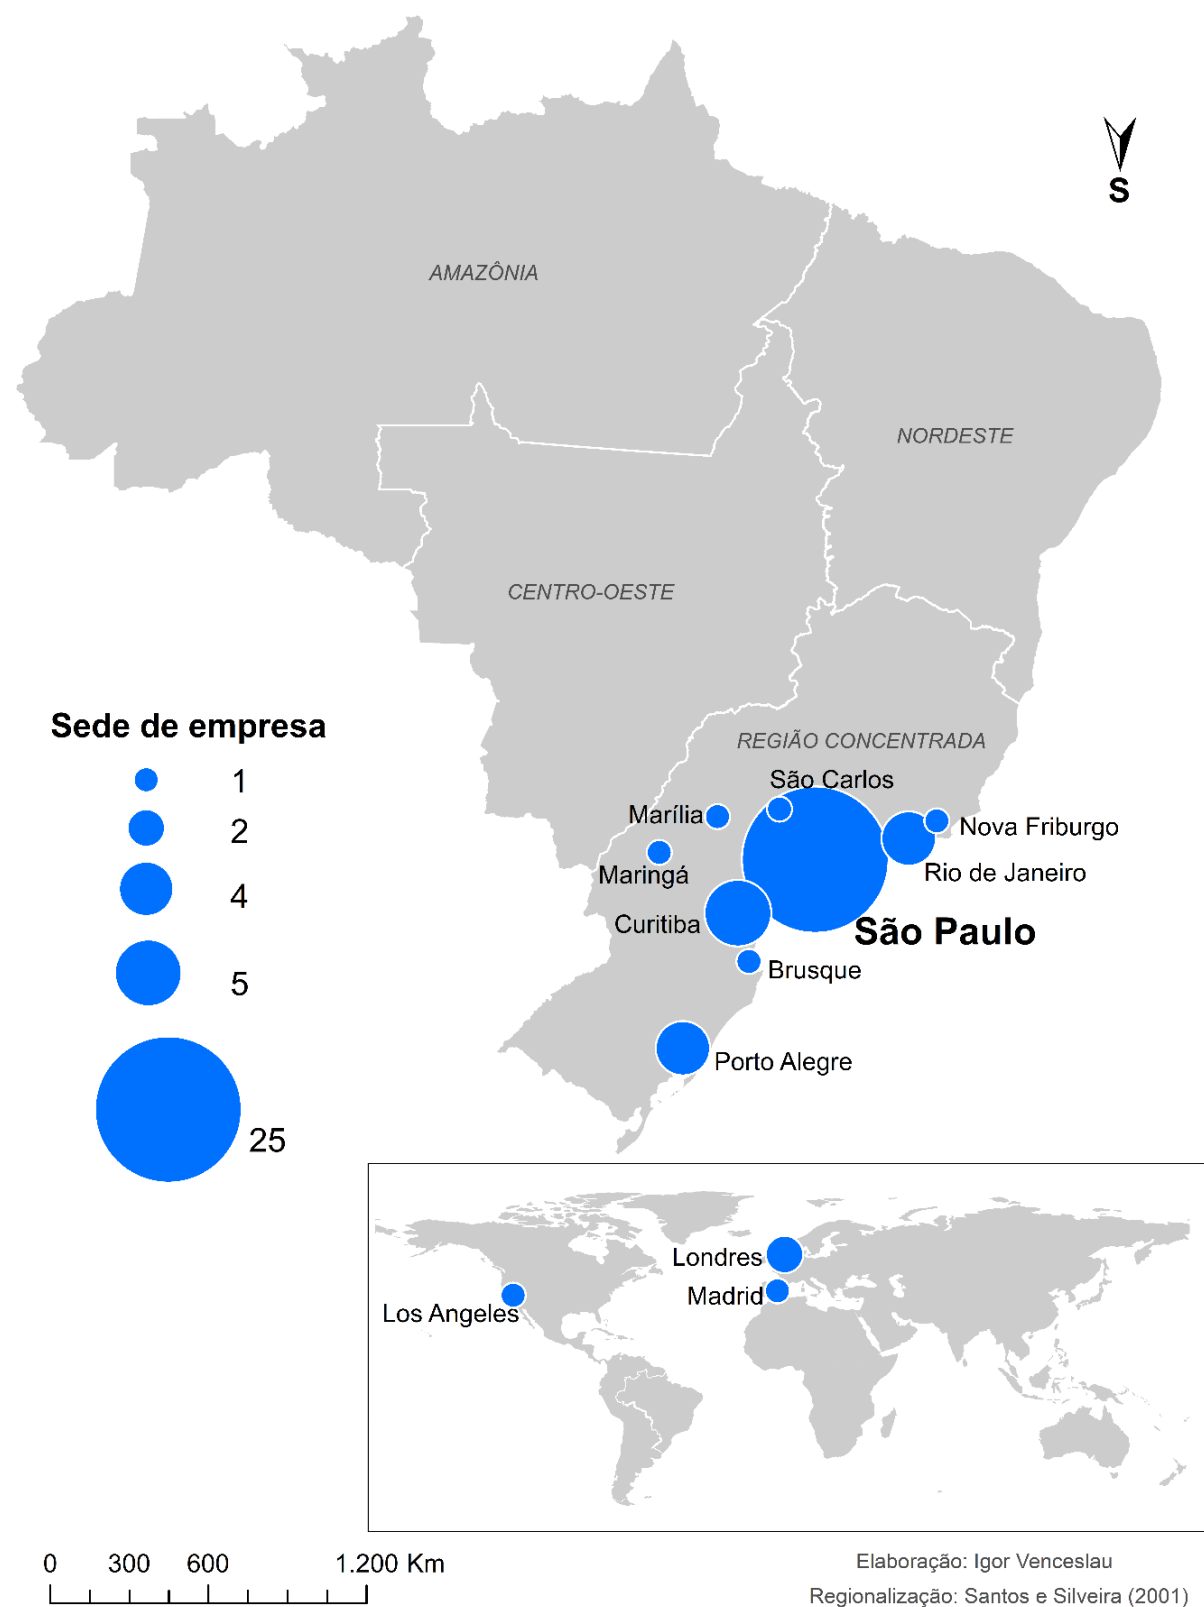 S
AMAZÔNIA
NORDESTE
CENTRO-OESTE
REGIÃO CONCENTRADA
São Carlos
Marília
Nova Friburgo
Maringá
Rio de Janeiro
Curitiba
São Paulo
Brusque
Porto Alegre
Sede de empresa
1
2
4
5
25
Londres
Madrid
Los Angeles
0 300 600 1.200 Km
Elaboração: Igor Venceslau
Regionalização: Santos e Silveira (2001)